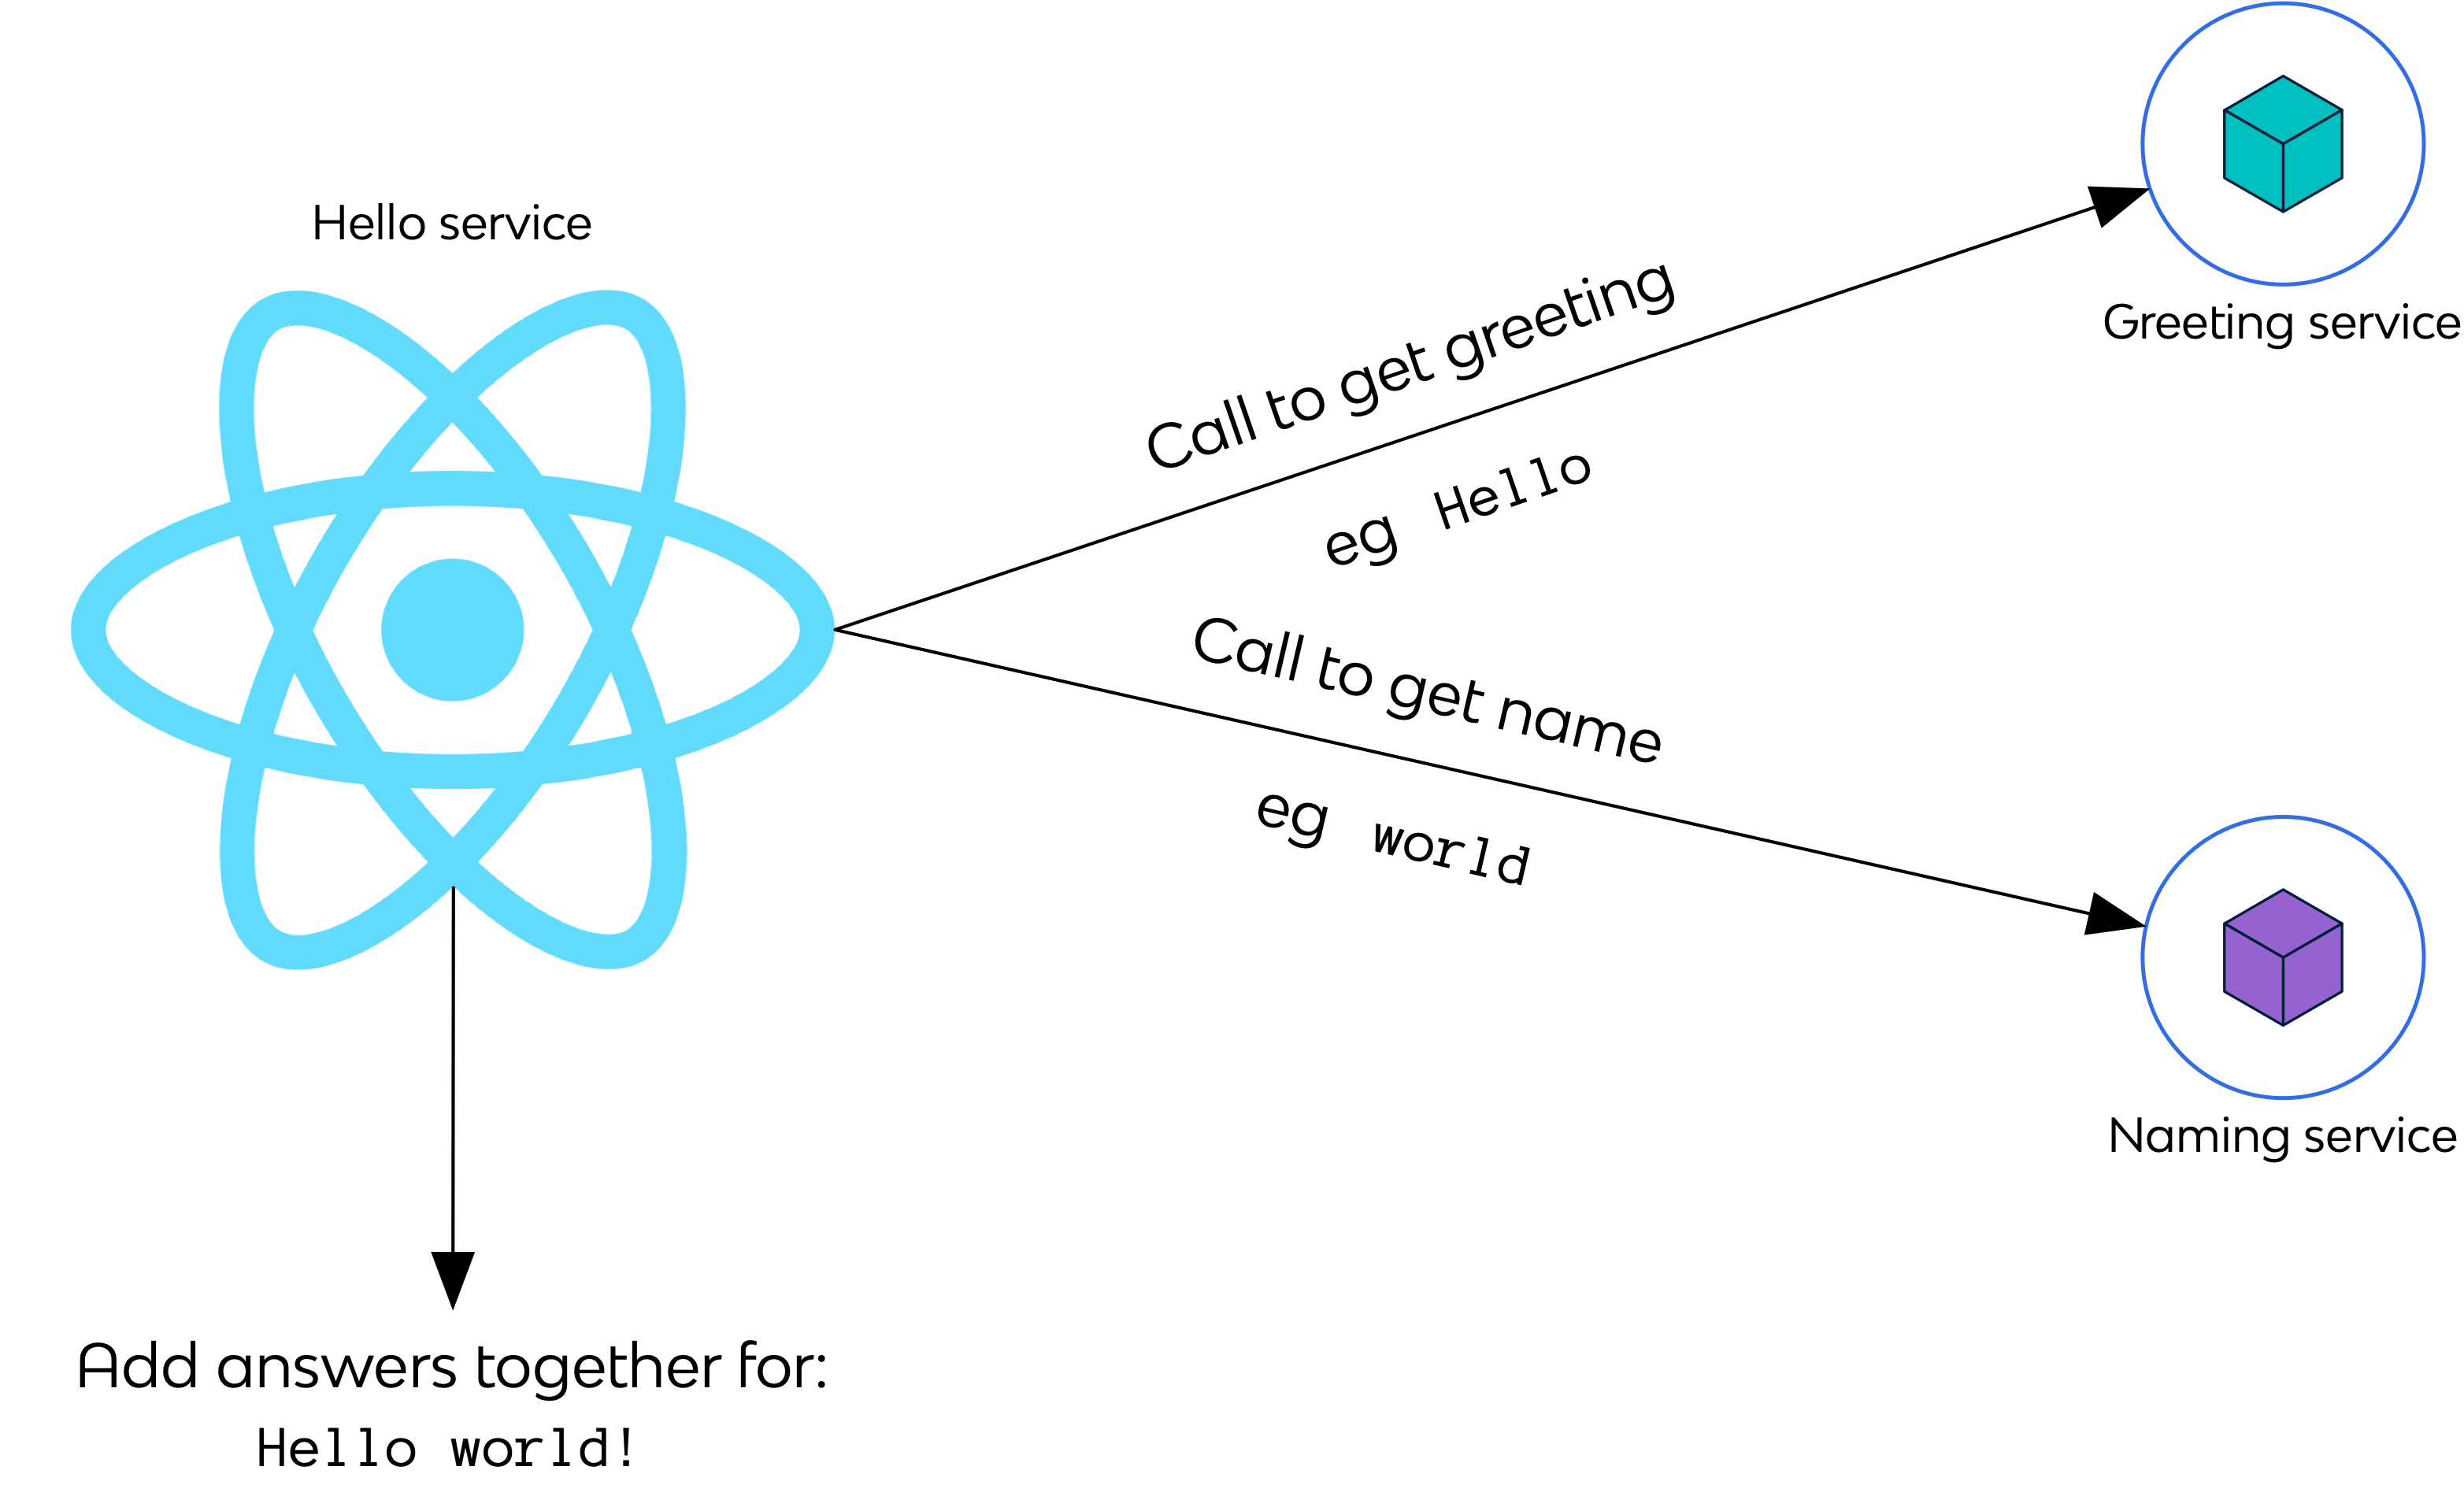 Hello service
Call to get greeting
eg Hello
Greeting service
Call to get name
eg world
Naming service
Add answers together for:
Hello world!